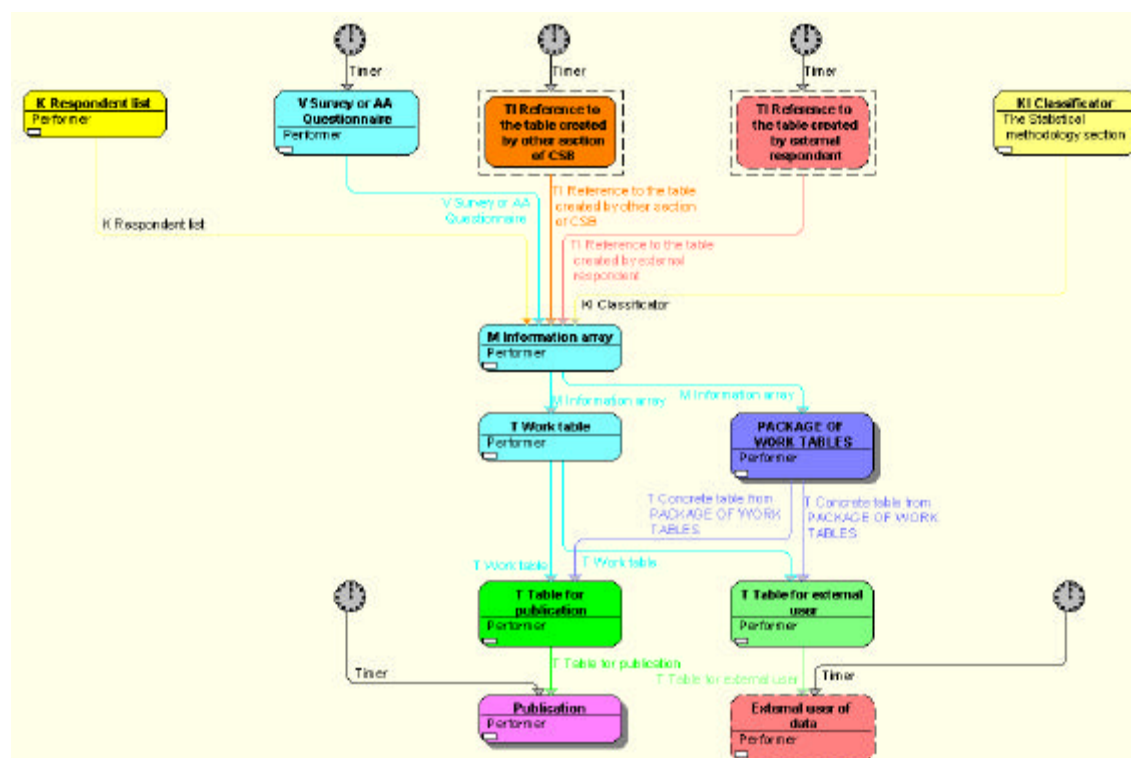 Timer
Timer
Timer
K Respondent list
Performer
V Survey or AA
Questionnaire
Performer
TI Reference to
the table created
by other section
of CSB
TI Reference to
the table created
by external
respondent
KI Classificator
The Statistical
methodology section
K Respondent list
V Survey or AA
Questionnaire
TI Reference to the table
created by other section
of CSB
TI Reference to the table
created by external
respondent
KI Classificator
M Information array
Performer
M Information array
M Information array
T Work table
Performer
PACKAGE OF
WORK TABLES
Performer
T Concrete table from
PACKAGE OF WORK
TABLES
T Concrete table from
PACKAGE OF WORK
TABLES
T Work table
T Work table
T Table for
publication
Performer
T Table for external
user
Performer
Timer
T Table for publication
T Table for external user
Timer
Publication
Performer
External user of
data
Performer